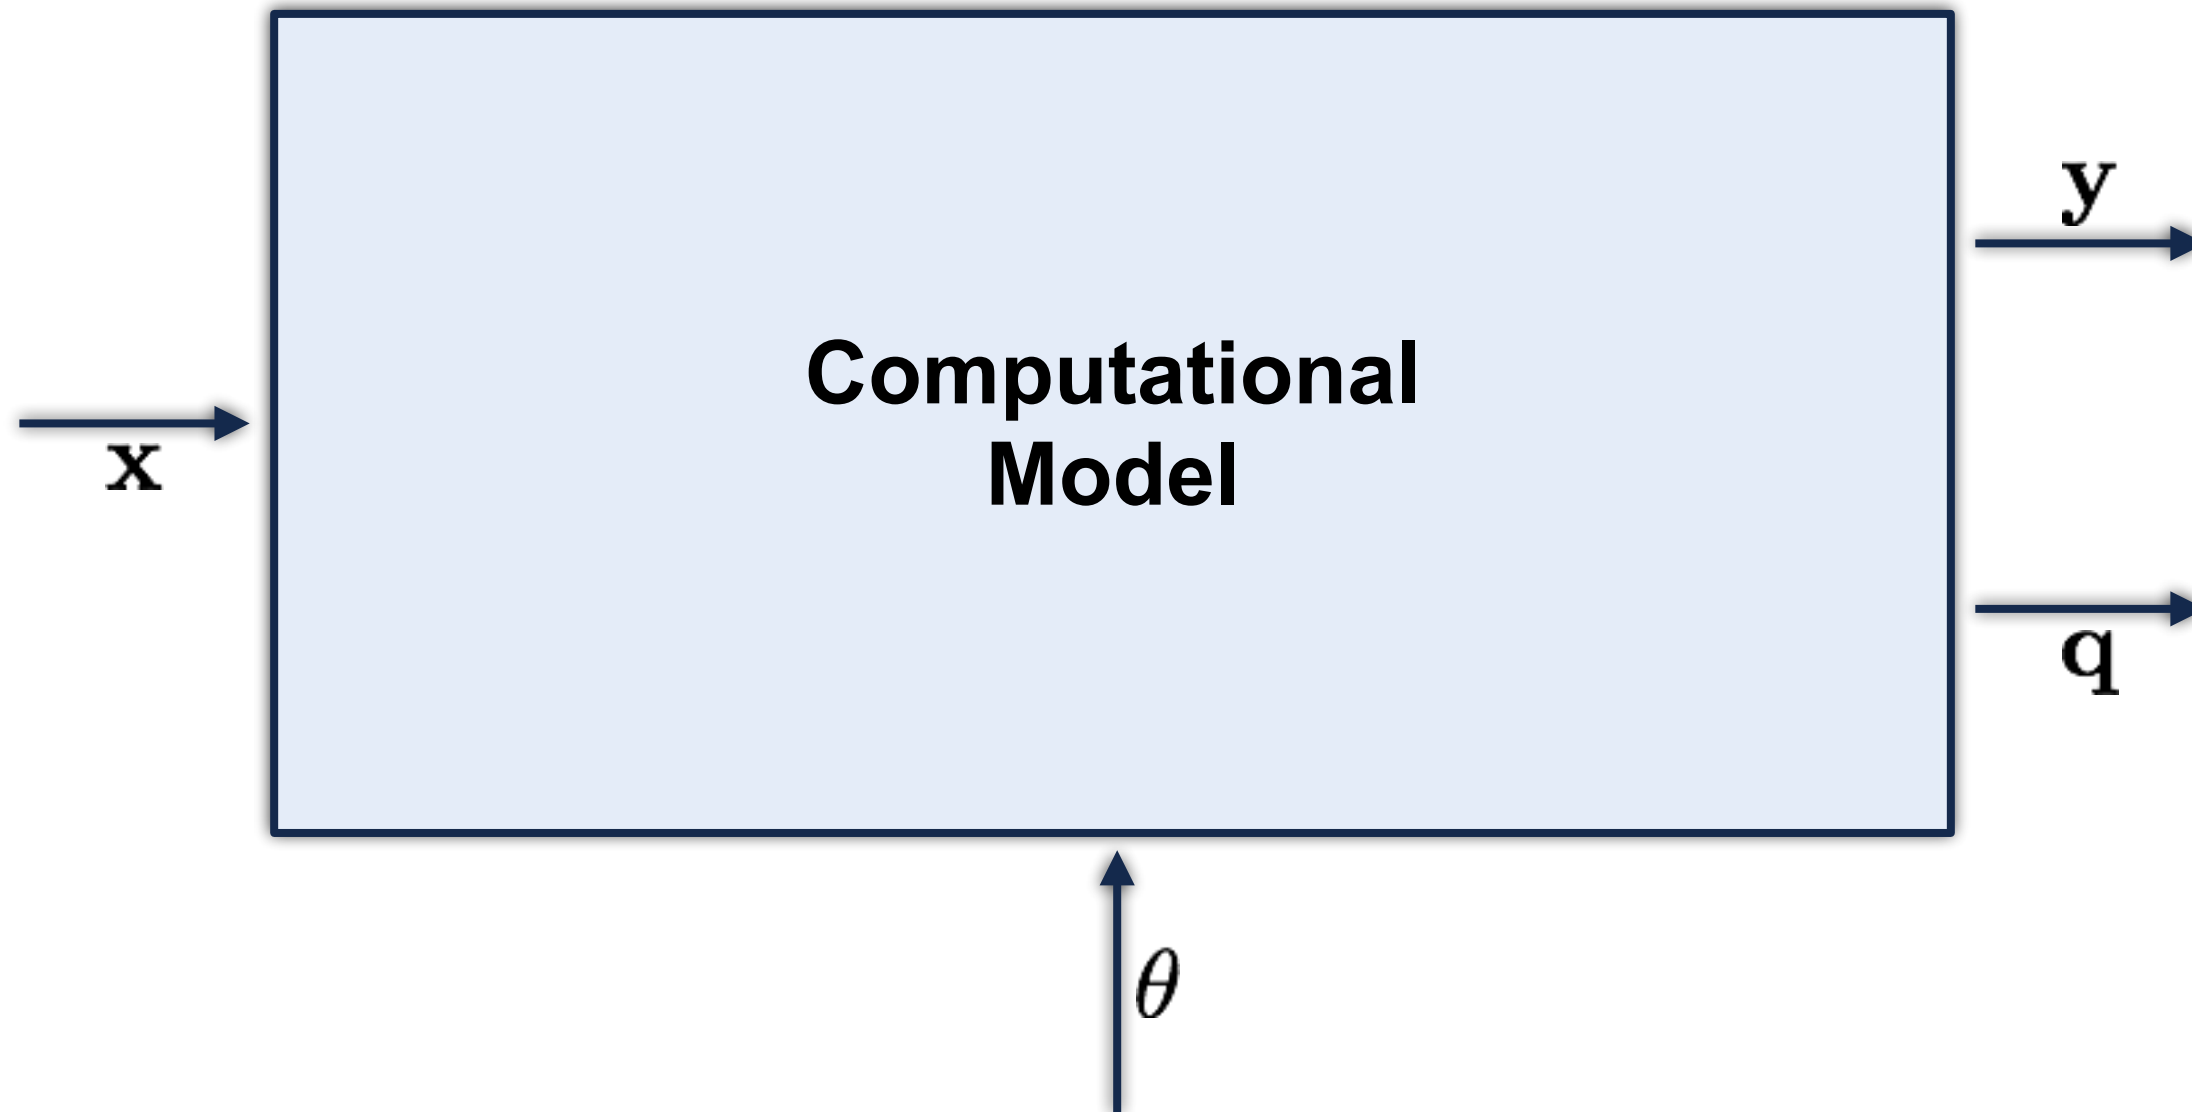 y
Computational
x
Model
q
θ